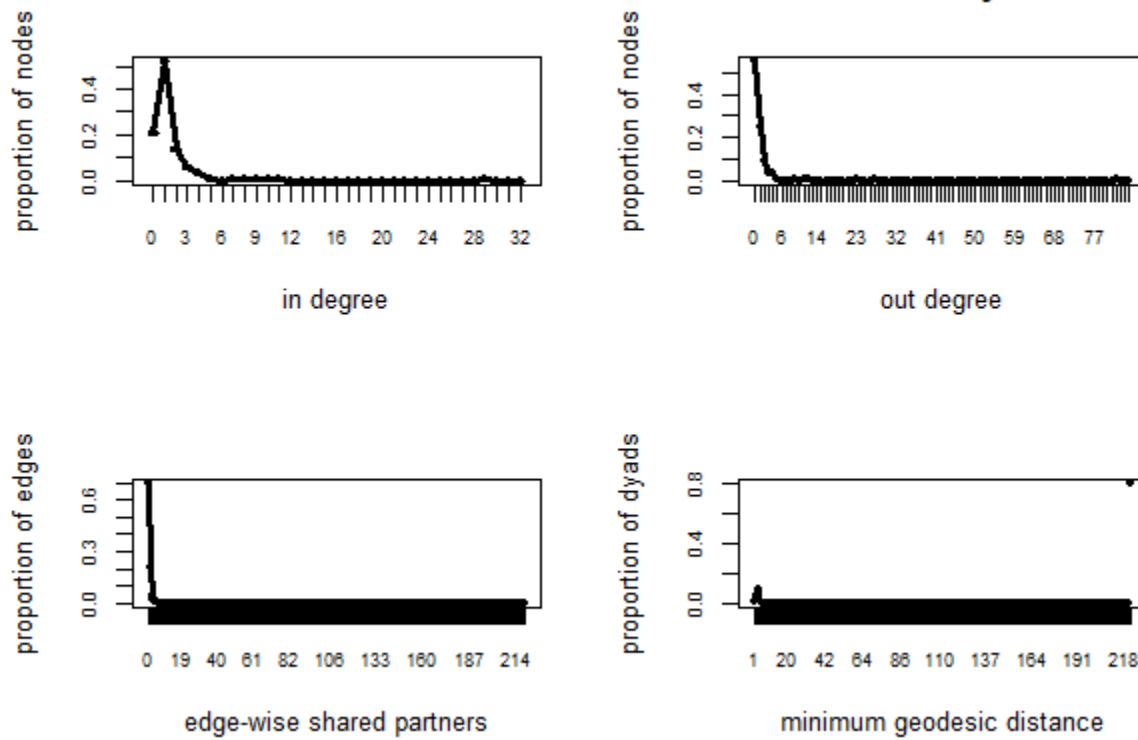 proportion of nodes
0.4
0.2
0.0
0 3 6 9 12 16 20 24 28 32
in degree
proportion of nodes
0.4
0.2
0.0
0 6 14 23 32 41 50 59 68 77
out degree
proportion of edges
0.6
0.3
0.0
0 19 40 61 82 106 133 160 187 214
edge-wise shared partners
proportion of dyads
0.8
0.4
0.0
1 20 42 64 86 110 137 164 191 218
minimum geodesic distance